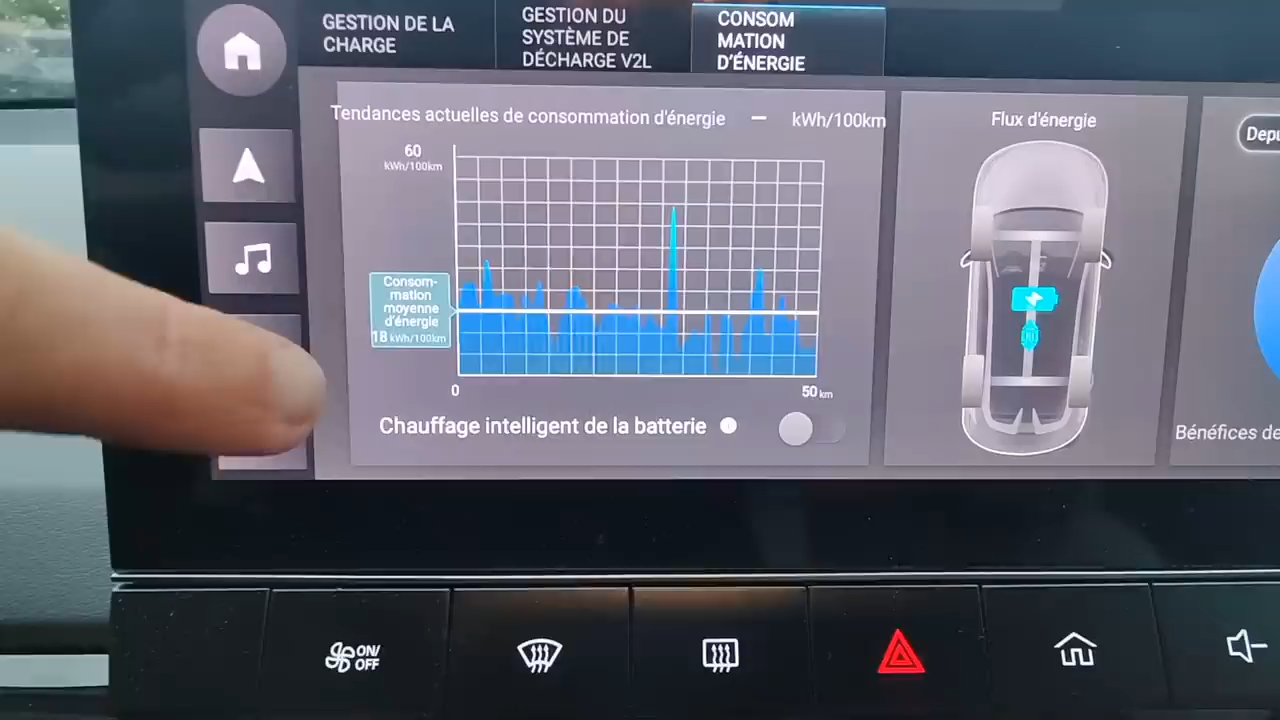 GESTION DE LA
CHARGE
GESTION DU
SYSTÈME DE
DÉCHARGE V2L
CONSOM
MATION
D'ÉNERGIE
Tendances actuelles de consommation d'énergie — kWh/100km
60
kWh/100km
Consom-
mation
moyenne
d'énergie
18 kWh/100km
0
50 km
Chauffage intelligent de la batterie
Flux d'énergie
Bénéfices de
ON/
OFF